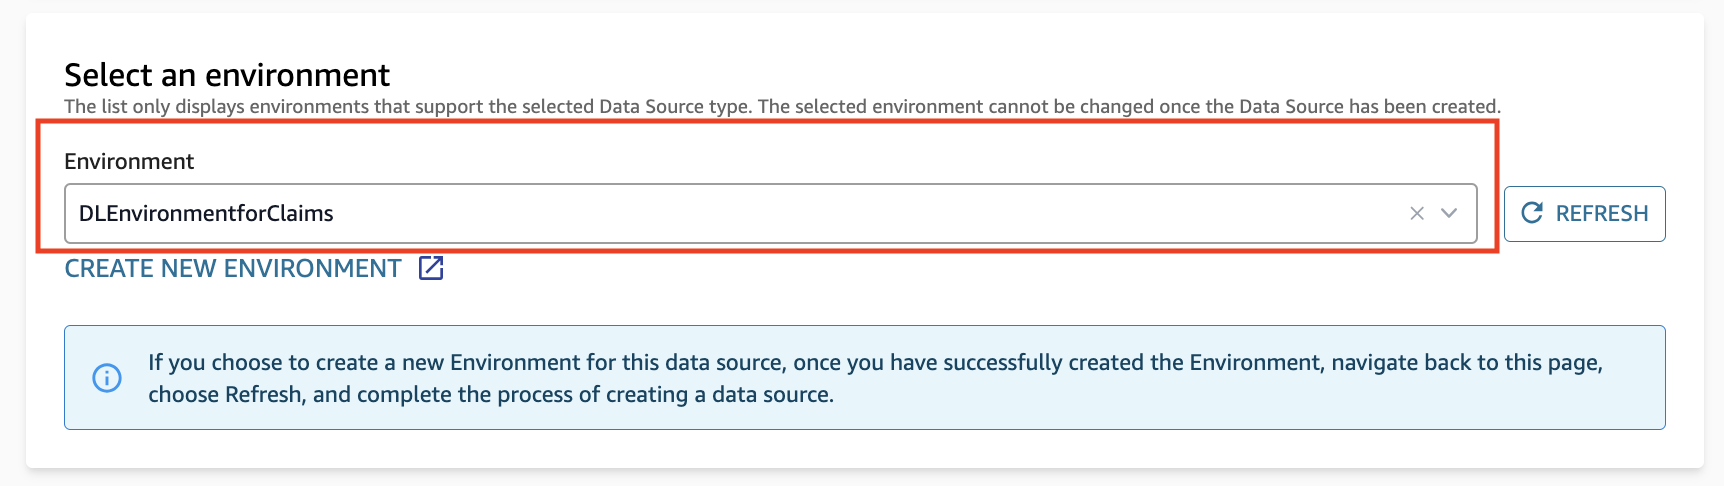 Select an environment
The list only displays environments that support the selected Data Source type. The selected environment cannot be changed once the Data Source has been created.
Environment
DLEnvironmentforClaims
REFRESH
CREATE NEW ENVIRONMENT
If you choose to create a new Environment for this data source, once you have successfully created the Environment, navigate back to this page,
choose Refresh, and complete the process of creating a data source.